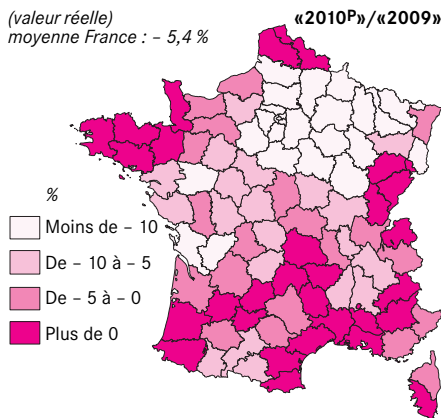 (valeur réelle)
moyenne France : – 5,4 %
«2010P»/«2009»
%
Moins de – 10
De – 10 à – 5
De – 5 à – 0
Plus de 0